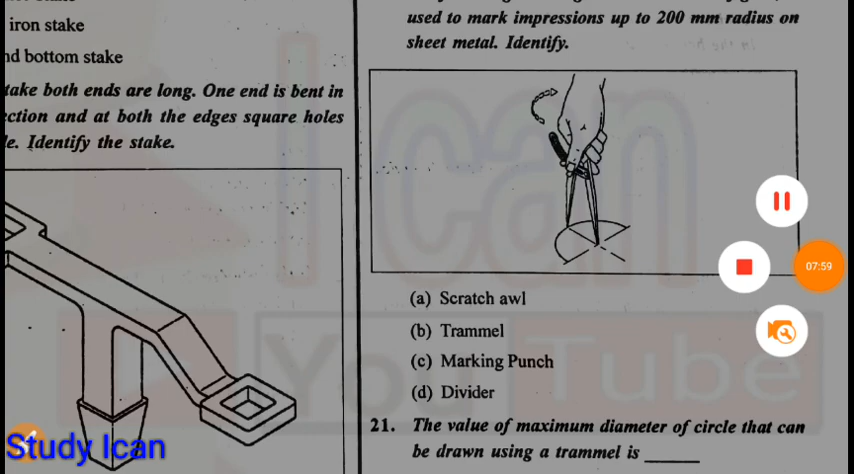 iron stake
nd bottom stake
take both ends are long. One end is bent in
ction and at both the edges square holes
le. Identify the stake.
used to mark impressions up to 200 mm radius on
sheet metal. Identify.
(a) Scratch awl
(b) Trammel
(c) Marking Punch
(d) Divider
21. The value of maximum diameter of circle that can
be drawn using a trammel is ______
I can
YouTube
Study Ican
07:59